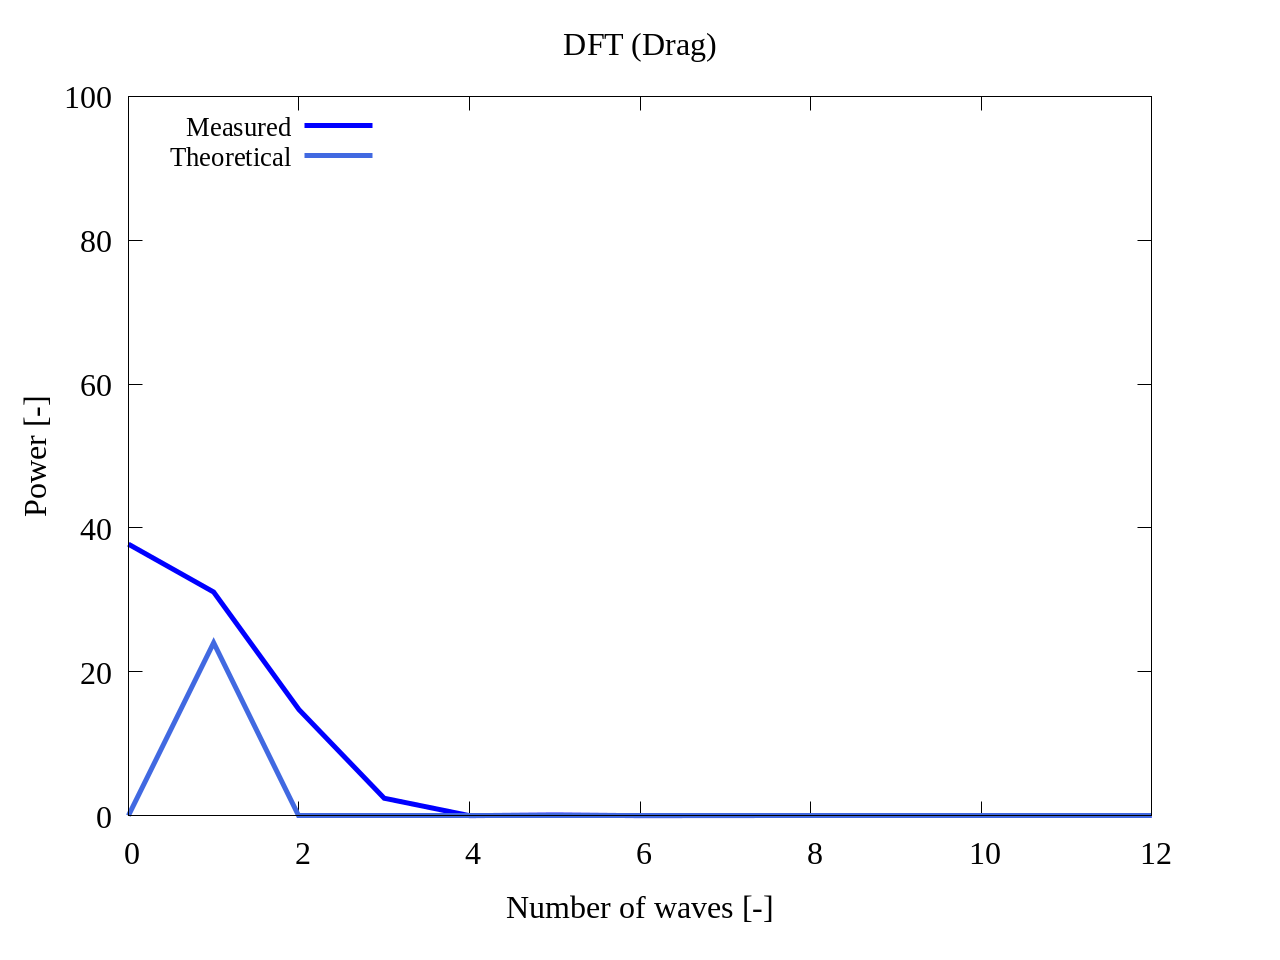 DFT (Drag)
100
80
60
40
20
0
Measured
Theoretical
Power [-]
0 2 4 6 8 10 12
Number of waves [-]